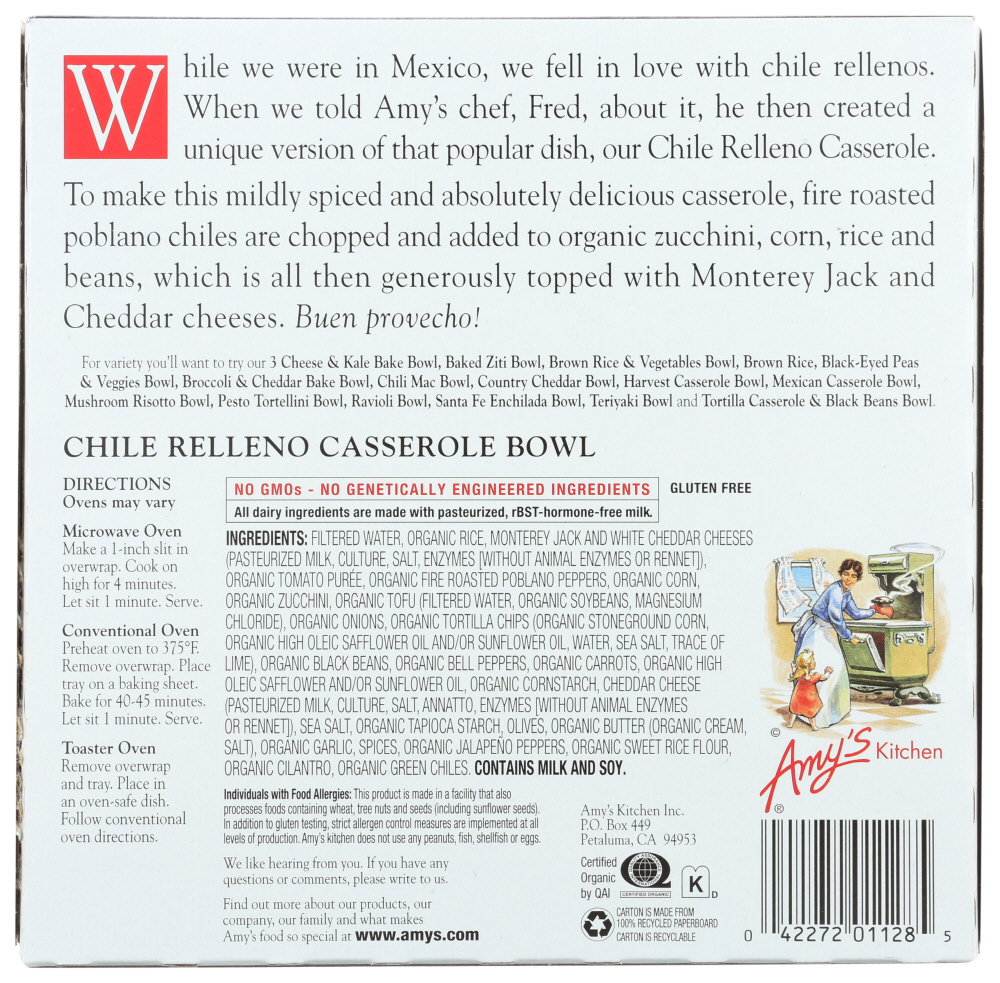 While we were in Mexico, we fell in love with chile rellenos.
When we told Amy's chef, Fred, about it, he then created a
unique version of that popular dish, our Chile Relleno Casserole.
To make this mildly spiced and absolutely delicious casserole, fire roasted
poblano chiles are chopped and added to organic zucchini, corn, rice and
beans, which is all then generously topped with Monterey Jack and
Cheddar cheeses. Buen provecho!
For variety you'll want to try our 3 Cheese & Kale Bake Bowl, Baked Ziti Bowl, Brown Rice & Vegetables Bowl, Brown Rice, Black-Eyed Peas
& Veggies Bowl, Broccoli & Cheddar Bake Bowl, Chili Mac Bowl, Country Cheddar Bowl, Harvest Casserole Bowl, Mexican Casserole Bowl,
Mushroom Risotto Bowl, Pesto Tortellini Bowl, Ravioli Bowl, Santa Fe Enchilada Bowl, Teriyaki Bowl and Tortilla Casserole & Black Beans Bowl.
CHILE RELLENO CASSEROLE BOWL
DIRECTIONS
Ovens may vary
Microwave Oven
Make a 1-inch slit in
overwrap. Cook on
high for 4 minutes.
Let sit 1 minute. Serve.
Conventional Oven
Preheat oven to 375°F.
Remove overwrap. Place
tray on a baking sheet.
Bake for 40-45 minutes.
Let sit 1 minute. Serve.
Toaster Oven
Remove overwrap
and tray. Place in
an oven-safe dish.
Follow conventional
oven directions.
NO GMOs - NO GENETICALLY ENGINEERED INGREDIENTS
GLUTEN FREE
All dairy ingredients are made with pasteurized, rBST-hormone-free milk.
INGREDIENTS: FILTERED WATER, ORGANIC RICE, MONTEREY JACK AND WHITE CHEDDAR CHEESES
(PASTEURIZED MILK, CULTURE, SALT, ENZYMES [WITHOUT ANIMAL ENZYMES OR RENNET]),
ORGANIC TOMATO PURÉE, ORGANIC FIRE ROASTED POBLANO PEPPERS, ORGANIC CORN,
ORGANIC ZUCCHINI, ORGANIC TOFU (FILTERED WATER, ORGANIC SOYBEANS, MAGNESIUM
CHLORIDE), ORGANIC ONIONS, ORGANIC TORTILLA CHIPS (ORGANIC STONEGROUND CORN,
ORGANIC HIGH OLEIC SAFFLOWER OIL AND/OR SUNFLOWER OIL, WATER, SEA SALT, TRACE OF
LIME), ORGANIC BLACK BEANS, ORGANIC BELL PEPPERS, ORGANIC CARROTS, ORGANIC HIGH
OLEIC SAFFLOWER AND/OR SUNFLOWER OIL, ORGANIC CORNSTARCH, CHEDDAR CHEESE
(PASTEURIZED MILK, CULTURE, SALT, ANNATTO, ENZYMES [WITHOUT ANIMAL ENZYMES
OR RENNET]), SEA SALT, ORGANIC TAPIOCA STARCH, OLIVES, ORGANIC BUTTER (ORGANIC CREAM,
SALT), ORGANIC GARLIC, SPICES, ORGANIC JALAPEÑO PEPPERS, ORGANIC SWEET RICE FLOUR,
ORGANIC CILANTRO, ORGANIC GREEN CHILES. CONTAINS MILK AND SOY.
Individuals with Food Allergies: This product is made in a facility that also
processes foods containing wheat, tree nuts and seeds (including sunflower seeds).
In addition to gluten testing, strict allergen control measures are implemented at all
levels of production. Amy's kitchen does not use any peanuts, fish, shellfish or eggs.
We like hearing from you. If you have any
questions or comments, please write to us.
Find out more about our products, our
company, our family and what makes
Amy's food so special at www.amys.com
©
Amy's Kitchen
®
Amy's Kitchen Inc.
P.O. Box 449
Petaluma, CA 94953
Certified
Organic
by QAI
CERTIFIED ORGANIC
K D
CARTON IS MADE FROM
100% RECYCLED PAPERBOARD
CARTON IS RECYCLABLE
0 42272 01128 5